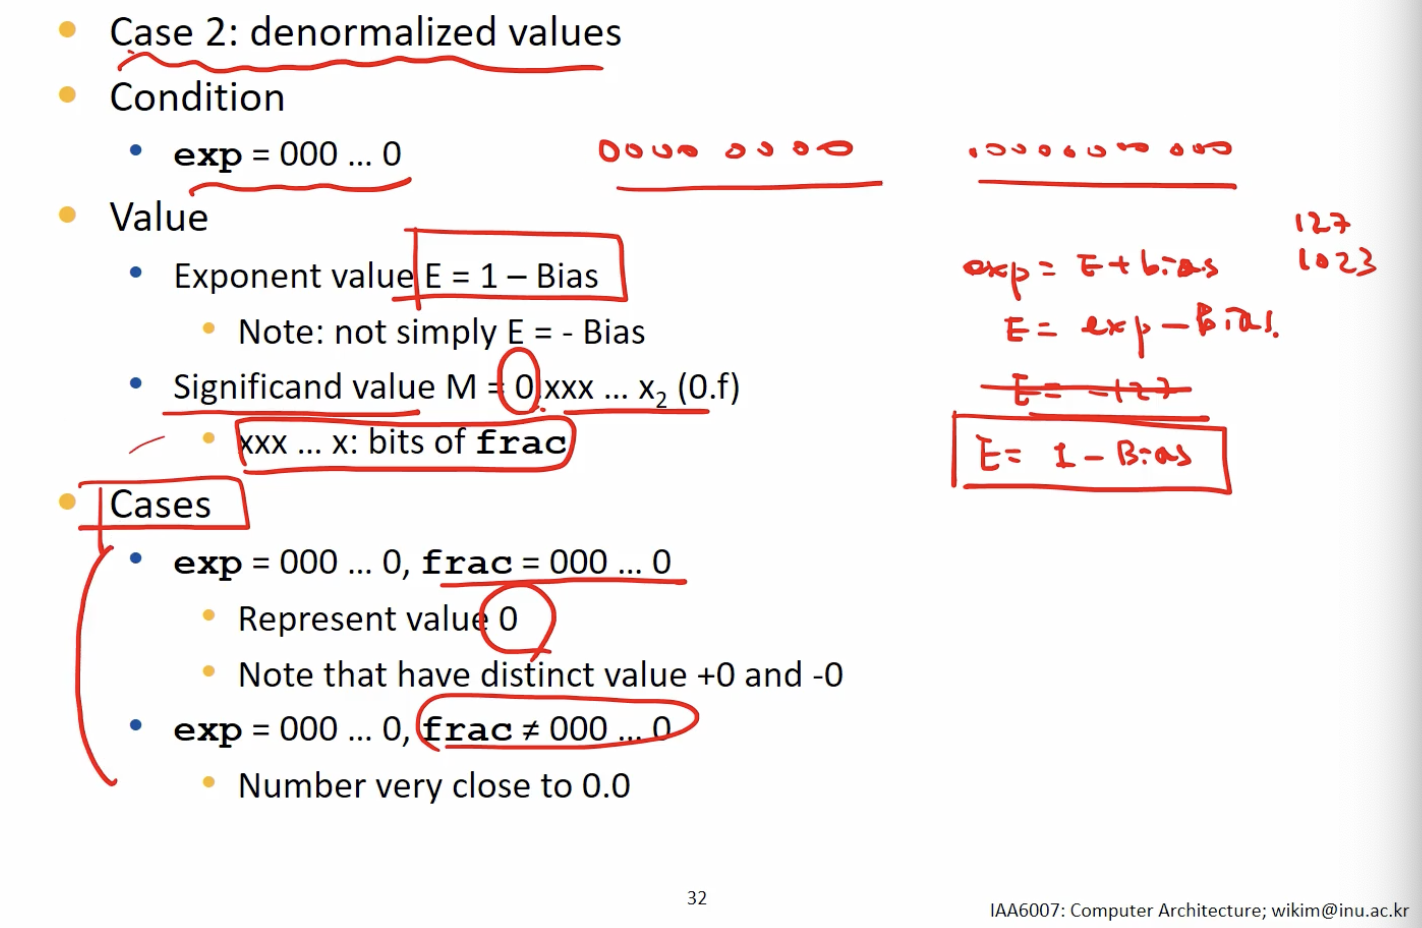 Case 2: denormalized values
Condition
exp = 000 ... 0
0000 0000
00000000000
Value
127
1023
Exponent value E = 1 – Bias
exp = E + bias
Note: not simply E = - Bias
E = exp - Bias.
Significand value M = 0.xxx ... x2 (0.f)
E = -127
xxx ... x: bits of frac
E = 1 - Bias
Cases
exp = 000 ... 0, frac = 000 ... 0
Represent value 0
Note that have distinct value +0 and -0
exp = 000 ... 0, frac ≠ 000 ... 0
Number very close to 0.0
32
IAA6007: Computer Architecture; wikim@inu.ac.kr